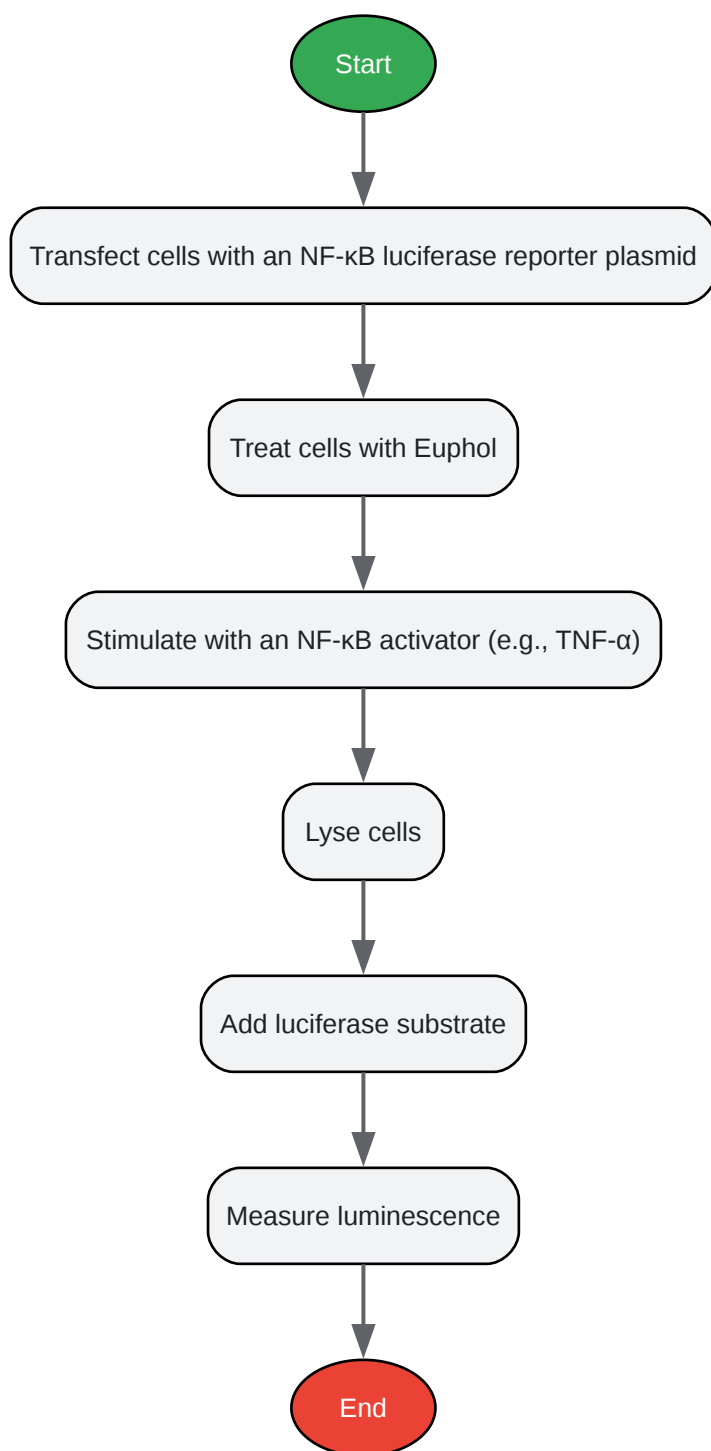 Start
Transfect cells with an NF-κB luciferase reporter plasmid
Treat cells with Euphol
Stimulate with an NF-κB activator (e.g., TNF-α)
Lyse cells
Add luciferase substrate
Measure luminescence
End